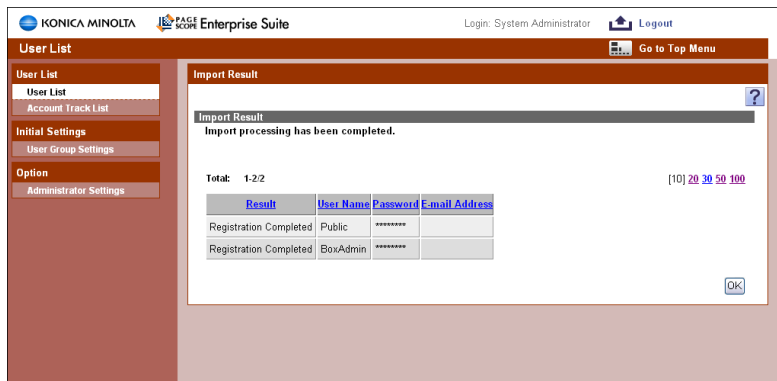 KONICA MINOLTA PAGE SCOPE Enterprise Suite Login: System Administrator Logout
User List Go to Top Menu
User List
User List
Account Track List
Initial Settings
User Group Settings
Option
Administrator Settings
Import Result
?
Import Result
Import processing has been completed.
Total: 1-2/2 [10] 20 30 50 100
Result User Name Password E-mail Address
Registration Completed Public ********
Registration Completed BoxAdmin ********
OK